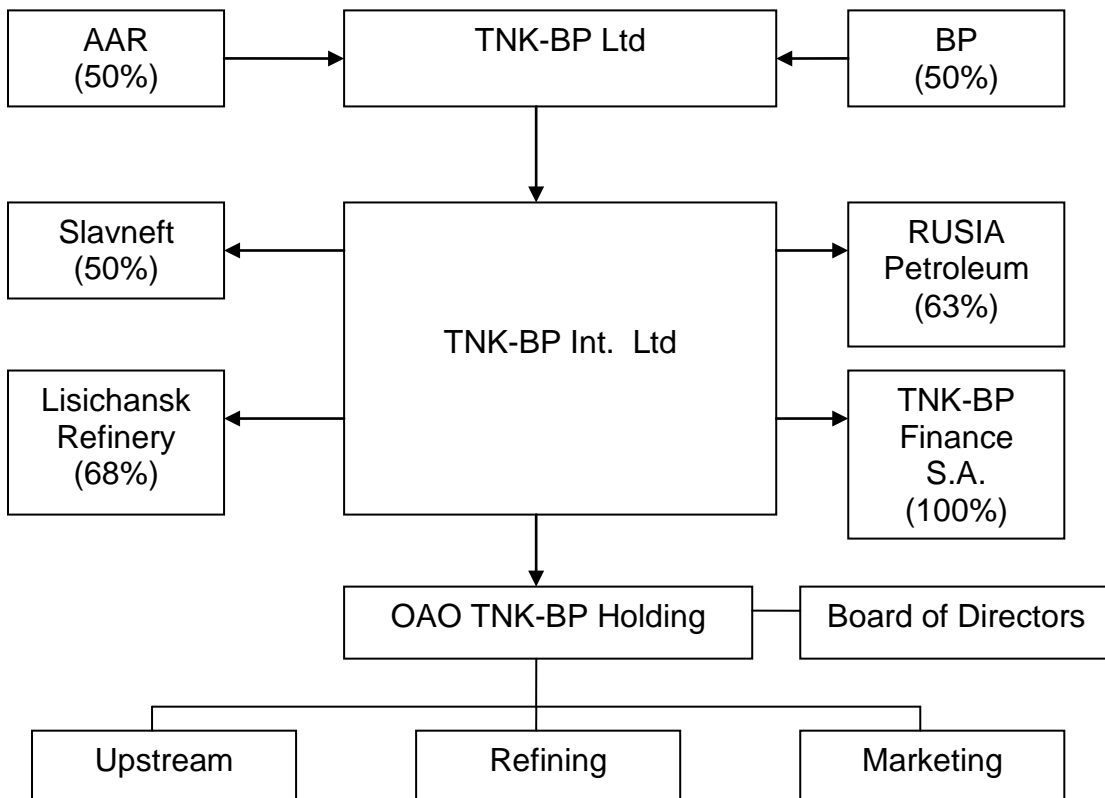 AAR
(50%)
TNK-BP Ltd
BP
(50%)
Slavneft
(50%)
RUSIA
Petroleum
(63%)
TNK-BP Int. Ltd
Lisichansk
Refinery
(68%)
TNK-BP
Finance
S.A.
(100%)
OAO TNK-BP Holding
Board of Directors
Upstream
Refining
Marketing